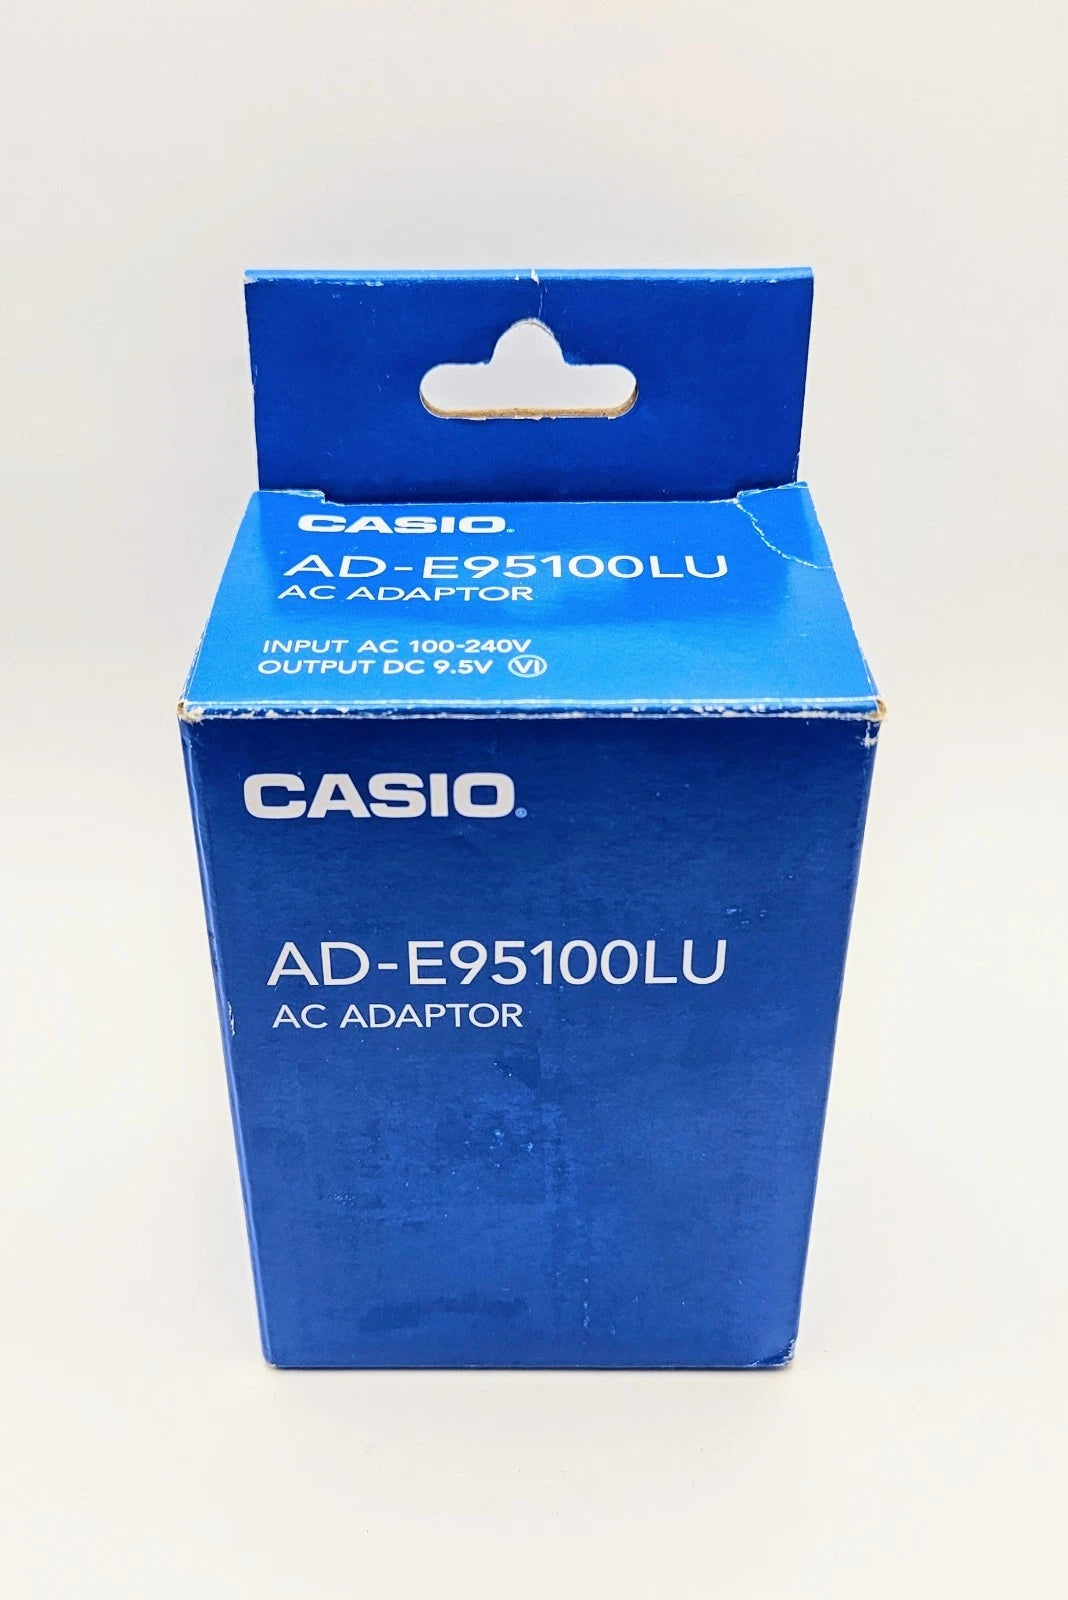 CASIO®
AD-E95100LU
AC ADAPTOR
INPUT AC 100-240V
OUTPUT DC 9.5V VI
CASIO®
AD-E95100LU
AC ADAPTOR